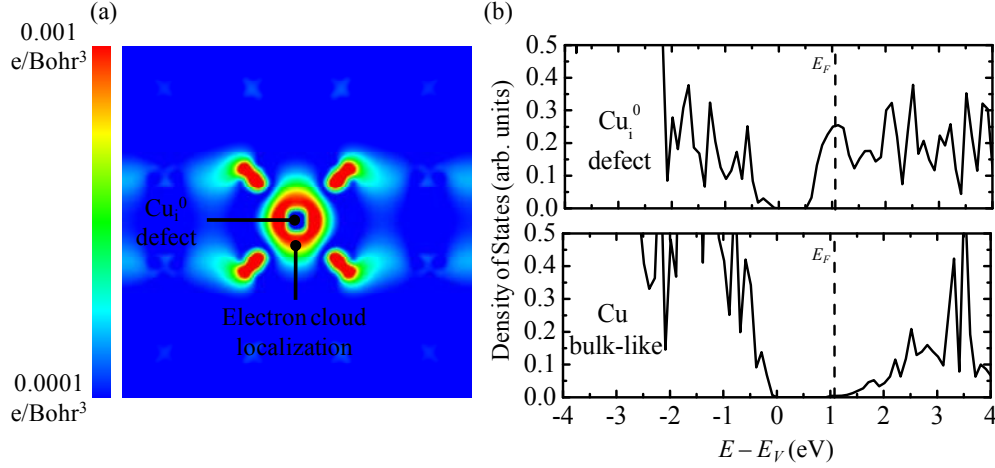 (a)
0.001
e/Bohr³
Cuᵢ⁰
defect
Electron cloud
localization
0.0001
e/Bohr³
(b)
Density of States (arb. units)
0.5
0.4
0.3
0.2
0.1
0.0
E_F
Cuᵢ⁰
defect
0.5
0.4
0.3
0.2
0.1
0.0
E_F
Cu
bulk-like
-4 -3 -2 -1 0 1 2 3 4
E – E_V (eV)